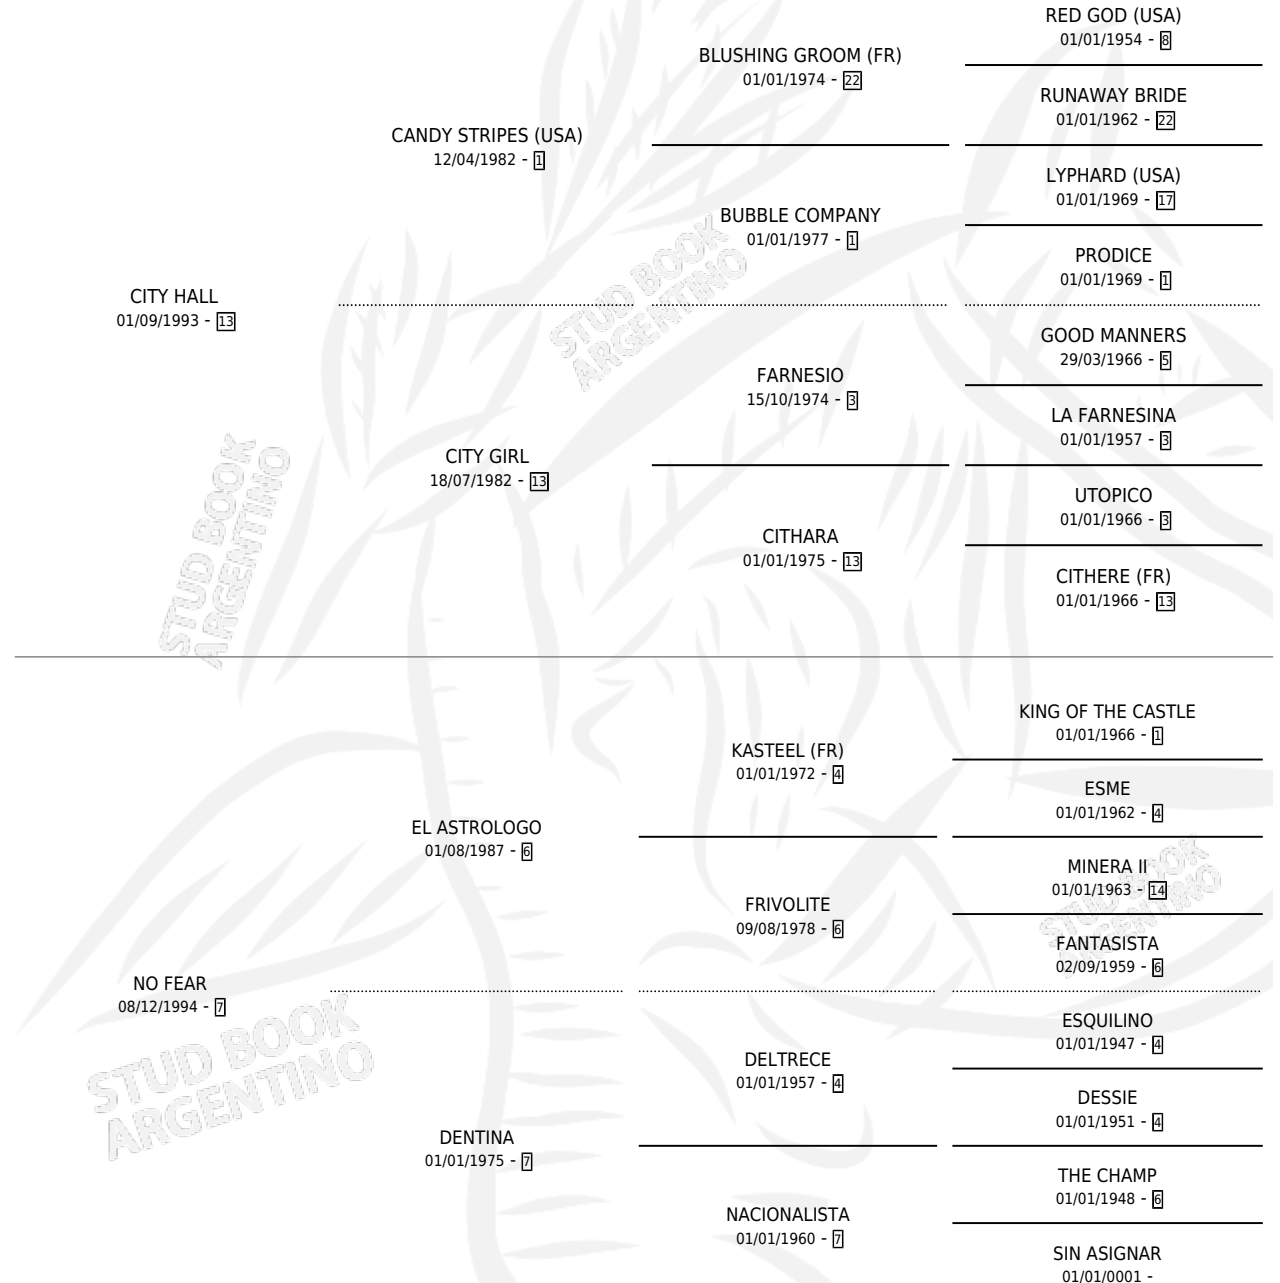 RED GOD (USA)
01/01/1954 - 8
BLUSHING GROOM (FR)
01/01/1974 - 22
RUNAWAY BRIDE
01/01/1962 - 22
CANDY STRIPES (USA)
12/04/1982 - 1
LYPHARD (USA)
01/01/1969 - 17
BUBBLE COMPANY
01/01/1977 - 1
PRODICE
01/01/1969 - 1
CITY HALL
01/09/1993 - 13
STUD BOOK
ARGENTINO
GOOD MANNERS
29/03/1966 - 5
FARNESIO
15/10/1974 - 3
LA FARNESINA
01/01/1957 - 3
CITY GIRL
18/07/1982 - 13
UTOPICO
01/01/1966 - 3
CITHARA
01/01/1975 - 13
CITHERE (FR)
01/01/1966 - 13
STUD BOOK
ARGENTINO
KING OF THE CASTLE
01/01/1966 - 1
KASTEEL (FR)
01/01/1972 - 4
ESME
01/01/1962 - 4
EL ASTROLOGO
01/08/1987 - 6
MINERA II
01/01/1963 - 14
FRIVOLITE
09/08/1978 - 6
STUD BOOK
ARGENTINO
FANTASISTA
02/09/1959 - 6
NO FEAR
08/12/1994 - 7
STUD BOOK
ARGENTINO
ESQUILINO
01/01/1947 - 4
DELTRECE
01/01/1957 - 4
DESSIE
01/01/1951 - 4
DENTINA
01/01/1975 - 7
THE CHAMP
01/01/1948 - 6
NACIONALISTA
01/01/1960 - 7
SIN ASIGNAR
01/01/0001 -